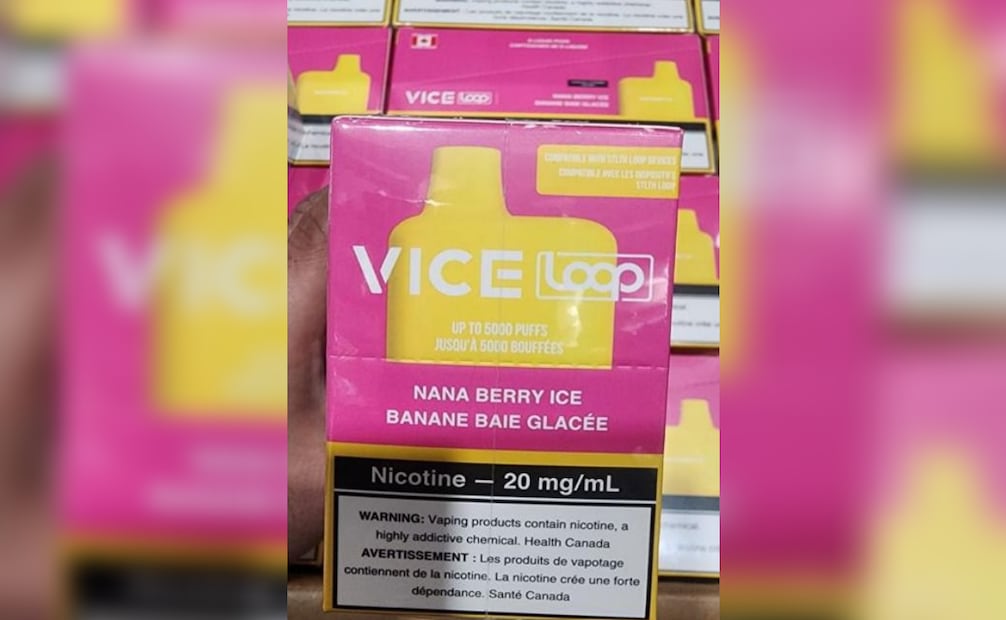 VICE LOOP
NANA BERRY ICE
BANANE BAIE GLACÉE
COMPATIBLE WITH STLTH LOOP DEVICES
COMPATIBLE AVEC LES DISPOSITIFS
STLTH LOOP
VICE LOOP
UP TO 5000 PUFFS
JUSQU'À 5000 BOUFFÉES
NANA BERRY ICE
BANANE BAIE GLACÉE
Nicotine — 20 mg/mL
WARNING: Vaping products contain nicotine, a
highly addictive chemical. Health Canada
AVERTISSEMENT : Les produits de vapotage
contiennent de la nicotine. La nicotine crée une forte
dépendance. Santé Canada